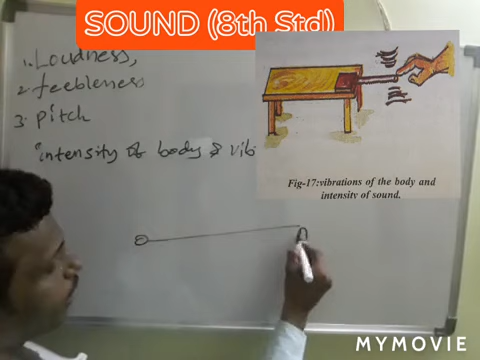 SOUND (8th Std)
1. Loudness,
2. feebleness
3. Pitch
intensity of body & vib
Fig-17:vibrations of the body and
intensity of sound.
MYMOVIE